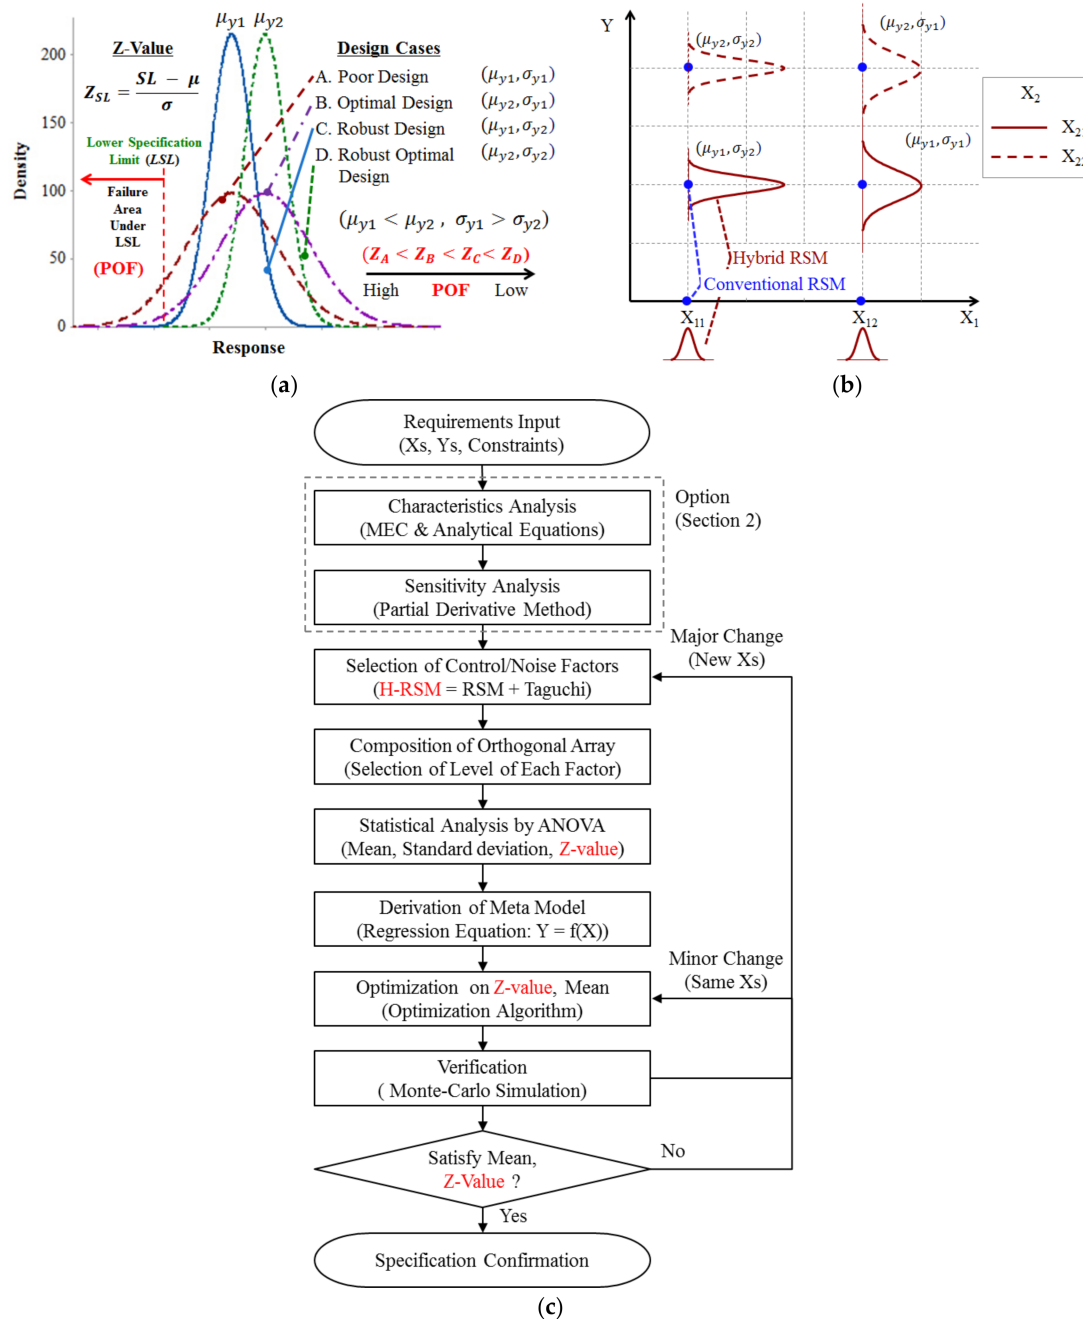 μy1 μy2
Z-Value
Z_SL = (SL − μ) / σ
Design Cases
A. Poor Design (μy1, σy1)
B. Optimal Design (μy2, σy1)
C. Robust Design (μy1, σy2)
D. Robust Optimal (μy2, σy2)
Design
Lower Specification
Limit (LSL)
Failure
Area
Under
LSL
(POF)
(μy1 < μy2 , σy1 > σy2)
(ZA < ZB < ZC < ZD)
High POF Low
200
150
100
50
0
Density
Response
(a)
Y
(μy2, σy2)
(μy2, σy1)
(μy1, σy2)
(μy1, σy1)
X2
X2
X22
Hybrid RSM
Conventional RSM
X11
X12
X1
(b)
Requirements Input
(Xs, Ys, Constraints)
Characteristics Analysis
(MEC & Analytical Equations)
Option
(Section 2)
Sensitivity Analysis
(Partial Derivative Method)
Major Change
(New Xs)
Selection of Control/Noise Factors
(H-RSM = RSM + Taguchi)
Composition of Orthogonal Array
(Selection of Level of Each Factor)
Statistical Analysis by ANOVA
(Mean, Standard deviation, Z-value)
Derivation of Meta Model
(Regression Equation: Y = f(X))
Minor Change
(Same Xs)
Optimization on Z-value, Mean
(Optimization Algorithm)
Verification
( Monte-Carlo Simulation)
Satisfy Mean,
Z-Value ?
No
Yes
Specification Confirmation
(c)